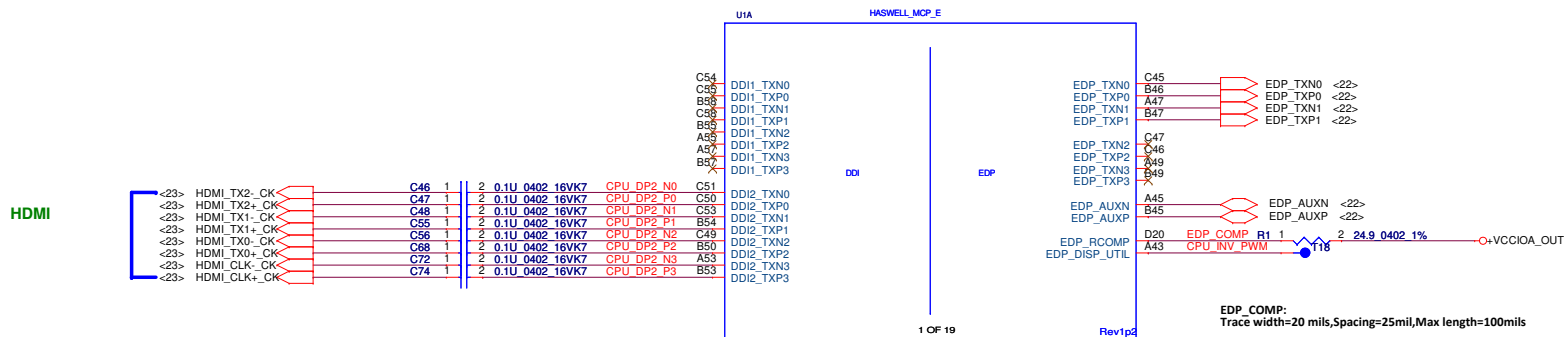 U1A HASWELL_MCP_E
C54 DDI1_TXN0 EDP_TXN0 C45 EDP_TXN0 <22>
C55 DDI1_TXP0 EDP_TXP0 B46 EDP_TXP0 <22>
B58 DDI1_TXN1 EDP_TXN1 A47 EDP_TXN1 <22>
C58 DDI1_TXP1 EDP_TXP1 B47 EDP_TXP1 <22>
B55 DDI1_TXN2
A55 DDI1_TXP2 EDP_TXN2 C47
A57 DDI1_TXN3 EDP_TXP2 C46
B57 DDI1_TXP3 EDP_TXN3 A49
EDP_TXP3 B49
DDI EDP
HDMI
<23> HDMI_TX2-_CK C46 1 2 0.1U_0402_16VK7 CPU_DP2_N0 C51 DDI2_TXN0
<23> HDMI_TX2+_CK C47 1 2 0.1U_0402_16VK7 CPU_DP2_P0 C50 DDI2_TXP0 EDP_AUXN A45 EDP_AUXN <22>
<23> HDMI_TX1-_CK C48 1 2 0.1U_0402_16VK7 CPU_DP2_N1 C53 DDI2_TXN1 EDP_AUXP B45 EDP_AUXP <22>
<23> HDMI_TX1+_CK C55 1 2 0.1U_0402_16VK7 CPU_DP2_P1 B54 DDI2_TXP1
<23> HDMI_TX0-_CK C56 1 2 0.1U_0402_16VK7 CPU_DP2_N2 C49 DDI2_TXN2 EDP_RCOMP D20 EDP_COMP R1 1 2 24.9_0402_1% +VCCIOA_OUT
<23> HDMI_TX0+_CK C68 1 2 0.1U_0402_16VK7 CPU_DP2_P2 B50 DDI2_TXP2 EDP_DISP_UTIL A43 CPU_INV_PWM T18
<23> HDMI_CLK-_CK C72 1 2 0.1U_0402_16VK7 CPU_DP2_N3 A53 DDI2_TXN3
<23> HDMI_CLK+_CK C74 1 2 0.1U_0402_16VK7 CPU_DP2_P3 B53 DDI2_TXP3
EDP_COMP:
Trace width=20 mils,Spacing=25mil,Max length=100mils
1 OF 19 Rev1p2